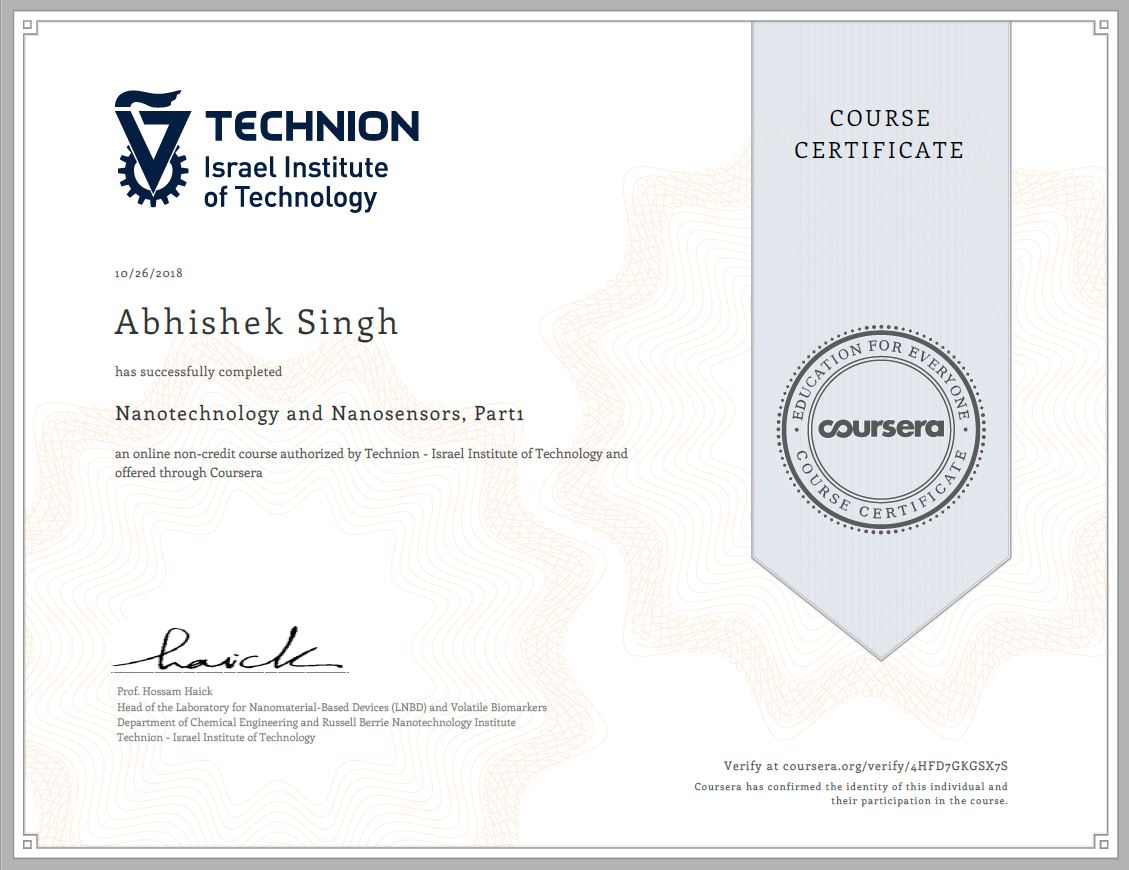 TECHNION
Israel Institute
of Technology
COURSE
CERTIFICATE
10/26/2018
Abhishek Singh
has successfully completed
Nanotechnology and Nanosensors, Part1
an online non-credit course authorized by Technion - Israel Institute of Technology and
offered through Coursera
EDUCATION FOR EVERYONE
coursera
COURSE CERTIFICATE
haick
Prof. Hossam Haick
Head of the Laboratory for Nanomaterial-Based Devices (LNBD) and Volatile Biomarkers
Department of Chemical Engineering and Russell Berrie Nanotechnology Institute
Technion - Israel Institute of Technology
Verify at coursera.org/verify/4HFD7GKGSX7S
Coursera has confirmed the identity of this individual and
their participation in the course.